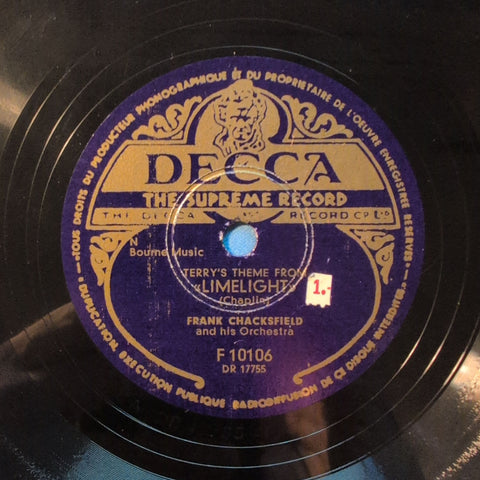 «TOUS DROITS DU PRODUCTEUR PHONOGRAPHIQUE ET DU PROPRIETAIRE DE L'OEUVRE ENREGISTREE RESERVES
DECCA
THE SUPREME RECORD
THE DECCA RECORD Cº Lᵀᴰ
N
Bourne Music
TERRY'S THEME FROM
«LIMELIGHT»
(Chaplin)
1.-
FRANK CHACKSFIELD
and his Orchestra
F 10106
DR 17755
DUPLICATION, EXECUTION PUBLIQUE RADIODIFFUSION DE CE DISQUE INTERDITES»